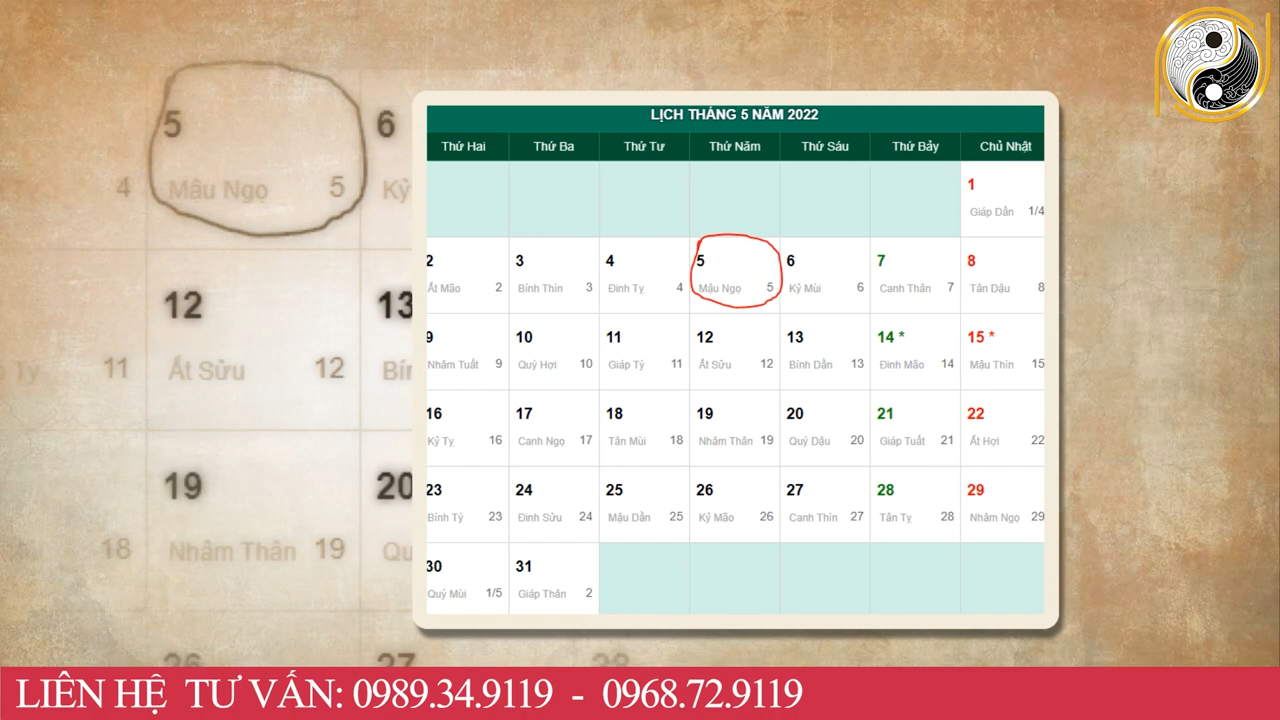 LỊCH THÁNG 5 NĂM 2022
Thứ Hai Thứ Ba Thứ Tư Thứ Năm Thứ Sáu Thứ Bảy Chủ Nhật
1
Giáp Dần 1/4
2 3 4 5 6 7 8
Ất Mão 2 Bính Thìn 3 Đinh Tỵ 4 Mậu Ngọ 5 Kỷ Mùi 6 Canh Thân 7 Tân Dậu 8
9 10 11 12 13 14 * 15 *
Nhâm Tuất 9 Quý Hợi 10 Giáp Tý 11 Ất Sửu 12 Bính Dần 13 Đinh Mão 14 Mậu Thìn 15
16 17 18 19 20 21 22
Kỷ Tỵ 16 Canh Ngọ 17 Tân Mùi 18 Nhâm Thân 19 Quý Dậu 20 Giáp Tuất 21 Ất Hợi 22
23 24 25 26 27 28 29
Bính Tý 23 Đinh Sửu 24 Mậu Dần 25 Kỷ Mão 26 Canh Thìn 27 Tân Tỵ 28 Nhâm Ngọ 29
30 31
Quý Mùi 1/5 Giáp Thân 2
5 6
4 Mậu Ngọ 5 Kỷ
12 13
Tý 11 Ất Sửu 12
19 20
18 Nhâm Thân 19
26 27 28
LIÊN HỆ TƯ VẤN: 0989.34.9119 - 0968.72.9119